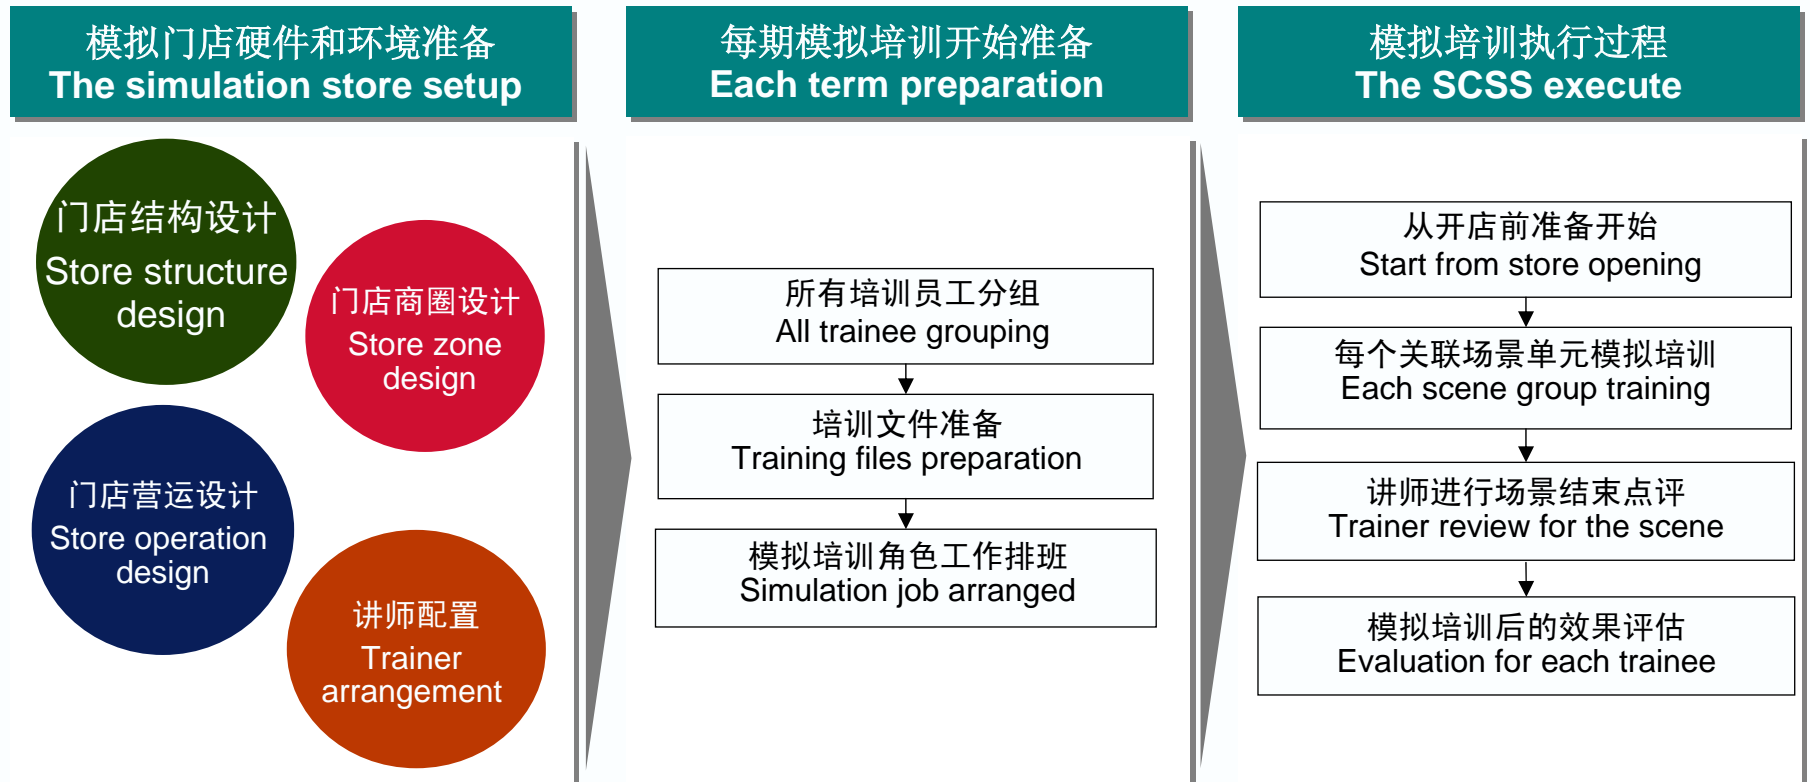 模拟门店硬件和环境准备
The simulation store setup
门店结构设计
Store structure
design
门店商圈设计
Store zone
design
门店营运设计
Store operation
design
讲师配置
Trainer
arrangement
每期模拟培训开始准备
Each term preparation
所有培训员工分组
All trainee grouping
培训文件准备
Training files preparation
模拟培训角色工作排班
Simulation job arranged
模拟培训执行过程
The SCSS execute
从开店前准备开始
Start from store opening
每个关联场景单元模拟培训
Each scene group training
讲师进行场景结束点评
Trainer review for the scene
模拟培训后的效果评估
Evaluation for each trainee